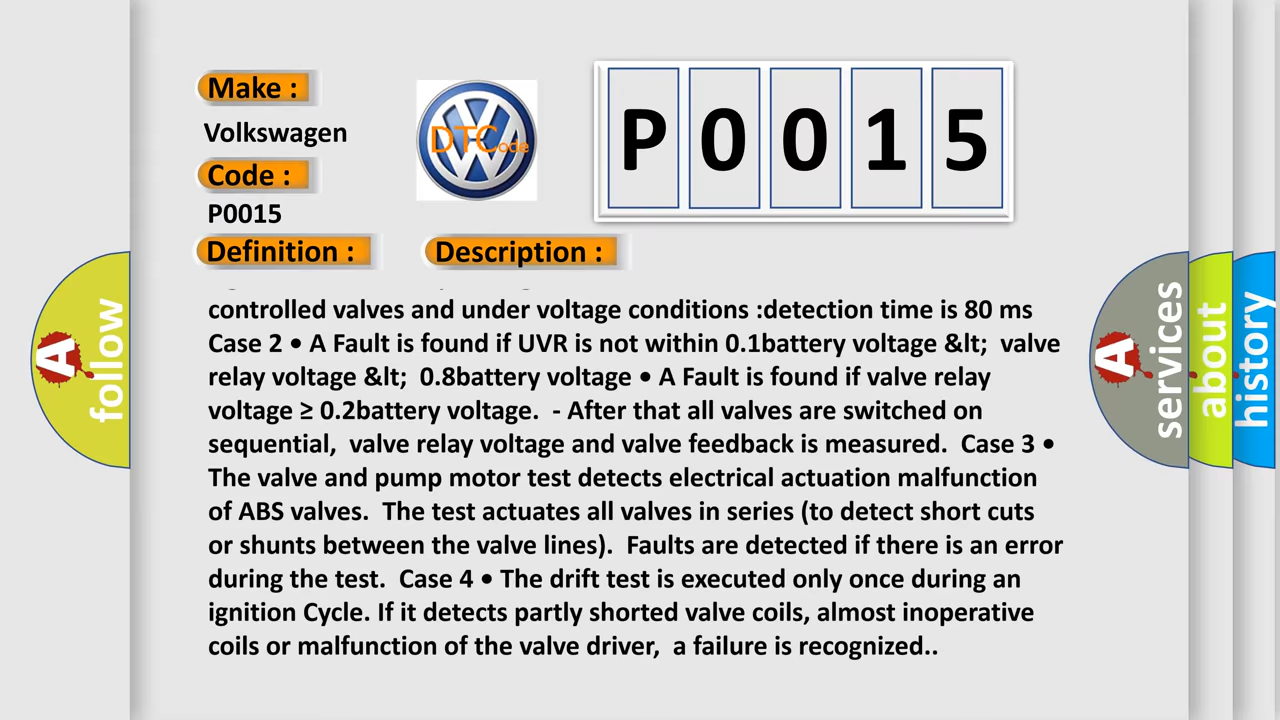 Make :
Volkswagen
Code :
P0015
Definition :
Description :
DTCode
P0015
controlled valves and under voltage conditions :detection time is 80 ms
Case 2 • A Fault is found if UVR is not within 0.1battery voltage &lt; valve
relay voltage &lt; 0.8battery voltage • A Fault is found if valve relay
voltage ≥ 0.2battery voltage. - After that all valves are switched on
sequential, valve relay voltage and valve feedback is measured. Case 3 •
The valve and pump motor test detects electrical actuation malfunction
of ABS valves. The test actuates all valves in series (to detect short cuts
or shunts between the valve lines). Faults are detected if there is an error
during the test. Case 4 • The drift test is executed only once during an
ignition Cycle. If it detects partly shorted valve coils, almost inoperative
coils or malfunction of the valve driver, a failure is recognized..
A follow
A services
about
history